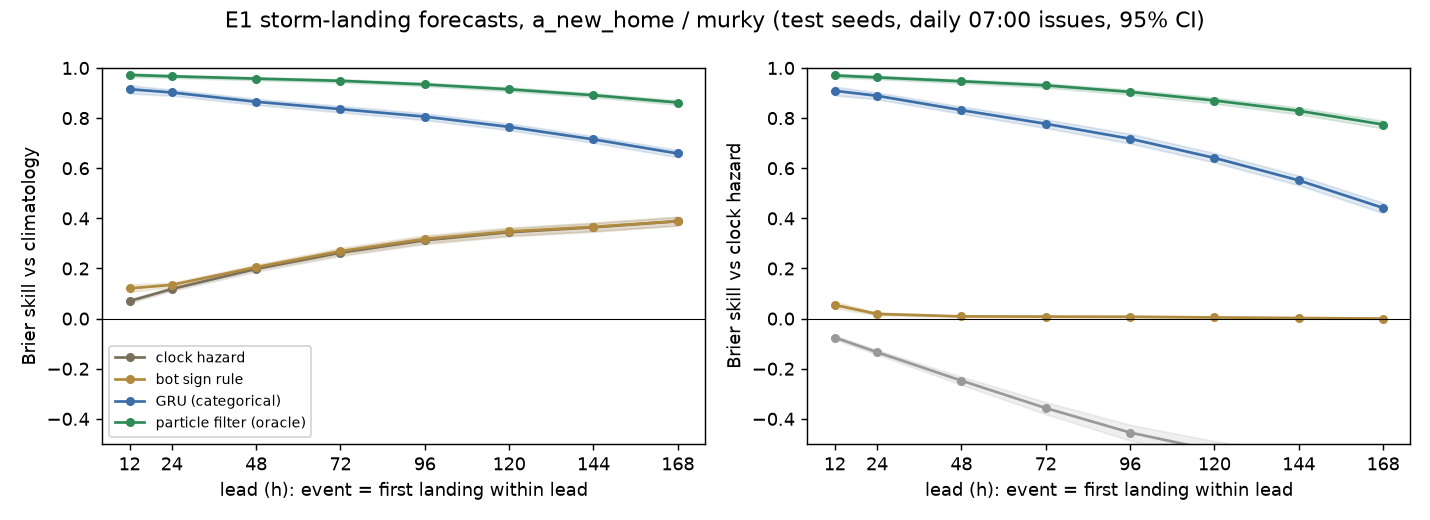 E1 storm-landing forecasts, a_new_home / murky (test seeds, daily 07:00 issues, 95% CI)
Brier skill vs climatology
1.0
0.8
0.6
0.4
0.2
0.0
−0.2
−0.4
clock hazard
bot sign rule
GRU (categorical)
particle filter (oracle)
12 24 48 72 96 120 144 168
lead (h): event = first landing within lead
Brier skill vs clock hazard
1.0
0.8
0.6
0.4
0.2
0.0
−0.2
−0.4
12 24 48 72 96 120 144 168
lead (h): event = first landing within lead